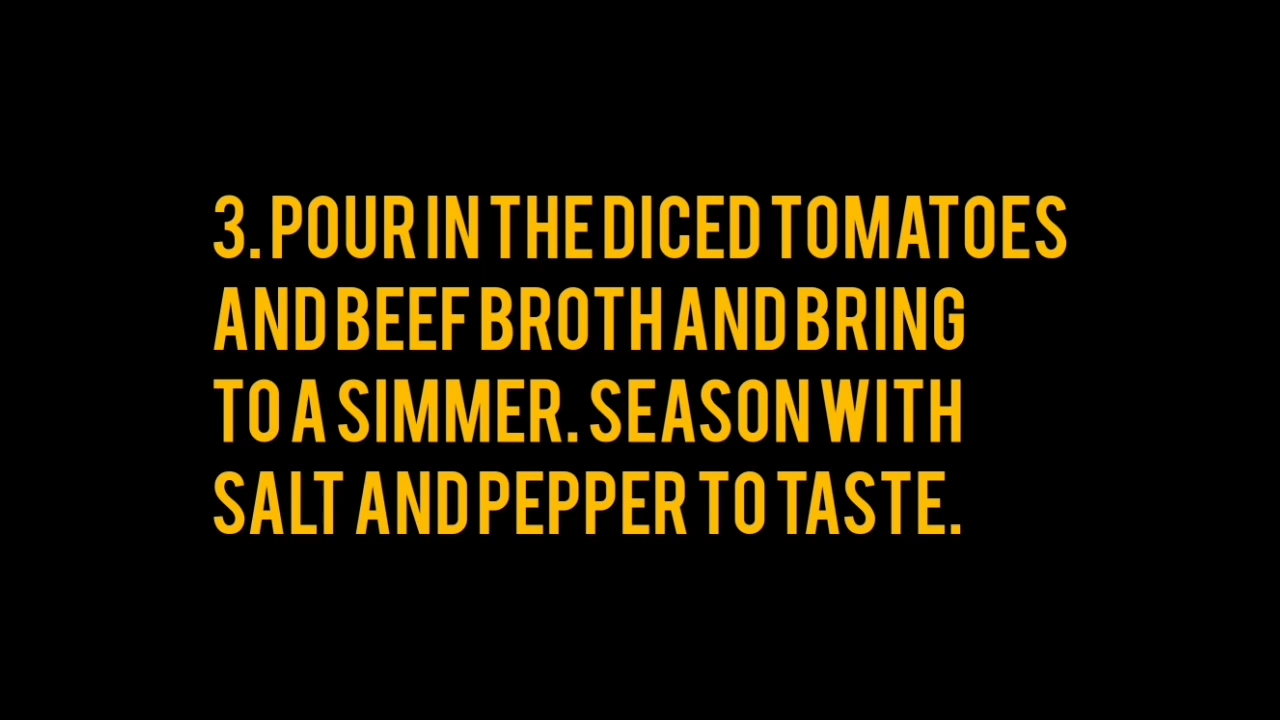 3. POUR IN THE DICED TOMATOES
AND BEEF BROTH AND BRING
TO A SIMMER. SEASON WITH
SALT AND PEPPER TO TASTE.